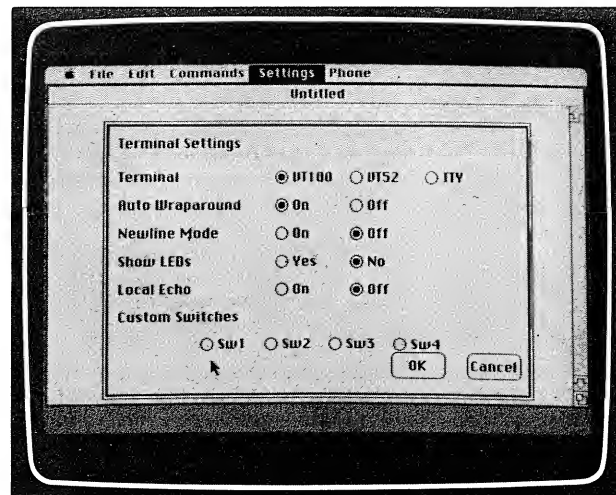 File Edit Commands Settings Phone
Untitled
Terminal Settings
Terminal VT100 VT52 TTY
Auto Wraparound On Off
Newline Mode On Off
Show LEDs Yes No
Local Echo On Off
Custom Switches
Sw1 Sw2 Sw3 Sw4
OK Cancel